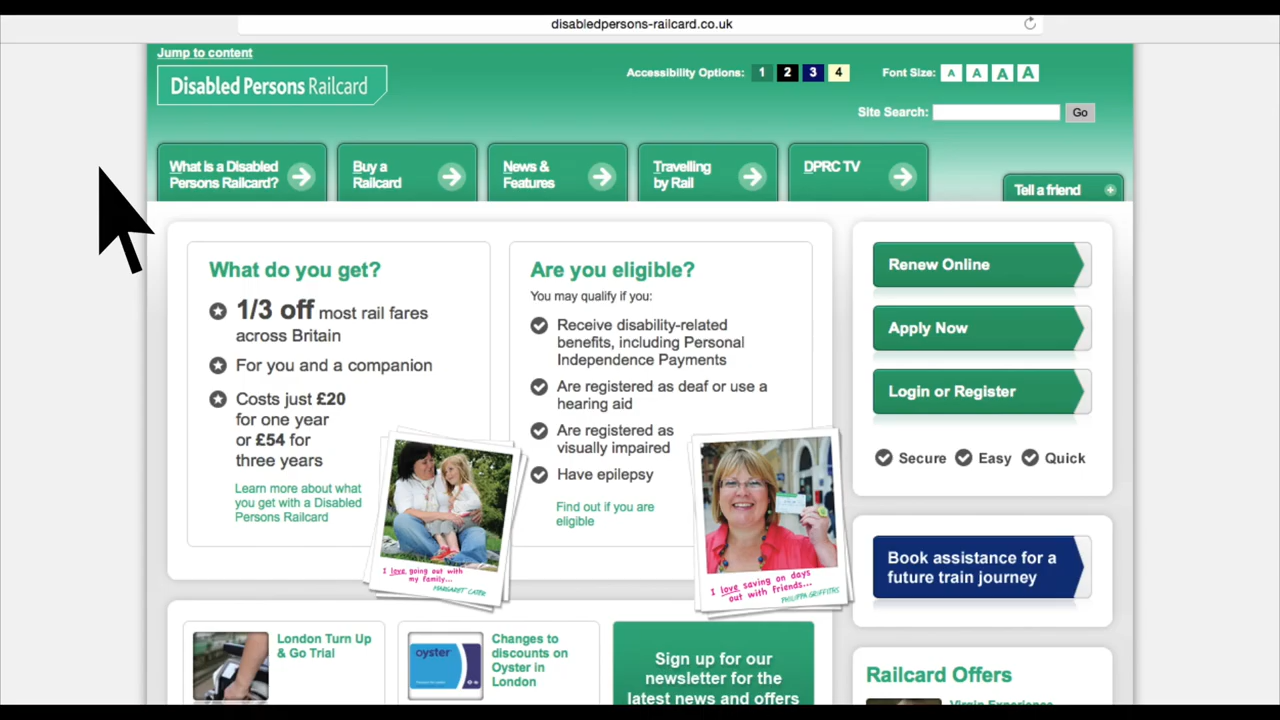 disabledpersons-railcard.co.uk
Jump to content
Disabled Persons Railcard
Accessibility Options: 1 2 3 4
Font Size: A A A A
Site Search:
Go
What is a Disabled
Persons Railcard?
Buy a
Railcard
News &
Features
Travelling
by Rail
DPRC TV
Tell a friend
What do you get?
1/3 off most rail fares
across Britain
For you and a companion
Costs just £20
for one year
or £54 for
three years
Learn more about what
you get with a Disabled
Persons Railcard
I love going out with
my family...
MARGARET CATER
Are you eligible?
You may qualify if you:
Receive disability-related
benefits, including Personal
Independence Payments
Are registered as deaf or use a
hearing aid
Are registered as
visually impaired
Have epilepsy
Find out if you are
eligible
I love saving on days
out with friends...
PHILIPPA GRIFFITHS
Renew Online
Apply Now
Login or Register
Secure Easy Quick
Book assistance for a
future train journey
London Turn Up
& Go Trial
oyster
Changes to
discounts on
Oyster in
London
Sign up for our
newsletter for the
latest news and offers
Railcard Offers
Virgin Experience